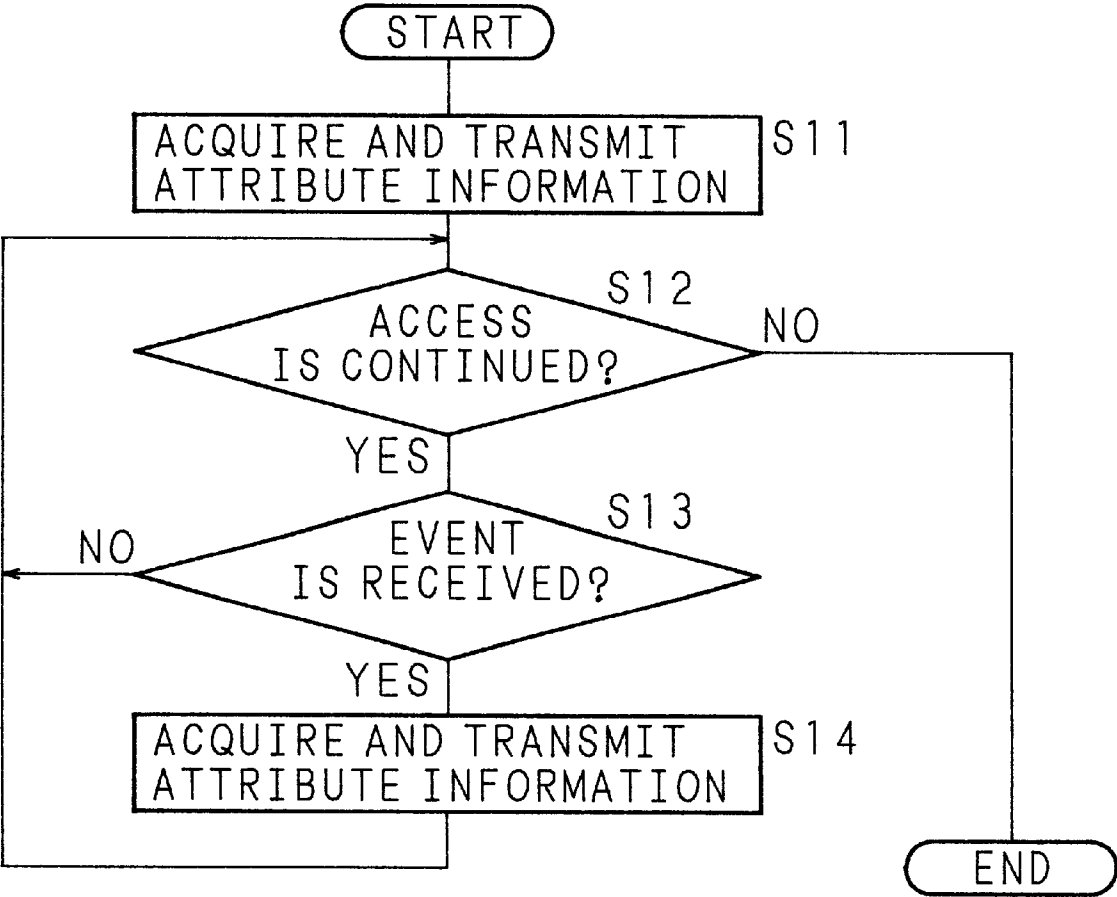 START
ACQUIRE AND TRANSMIT
ATTRIBUTE INFORMATION
S11
S12
ACCESS
IS CONTINUED?
NO
YES
S13
EVENT
IS RECEIVED?
NO
YES
ACQUIRE AND TRANSMIT
ATTRIBUTE INFORMATION
S14
END